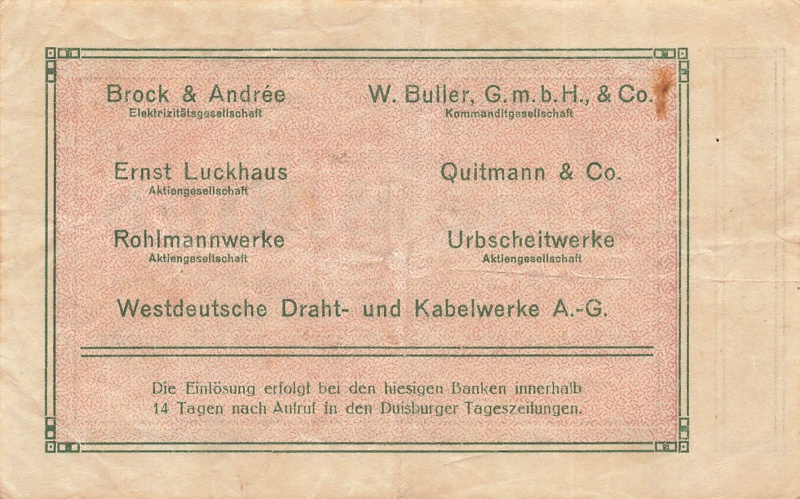 Brock & Andrée
Elektrizitätsgesellschaft
W. Buller, G. m. b. H., & Co.
Kommanditgesellschaft
Ernst Luckhaus
Aktiengesellschaft
Quitmann & Co.
Rohlmannwerke
Aktiengesellschaft
Urbscheitwerke
Aktiengesellschaft
Westdeutsche Draht- und Kabelwerke A.-G.
Die Einlösung erfolgt bei den hiesigen Banken innerhalb
14 Tagen nach Aufruf in den Duisburger Tageszeitungen.